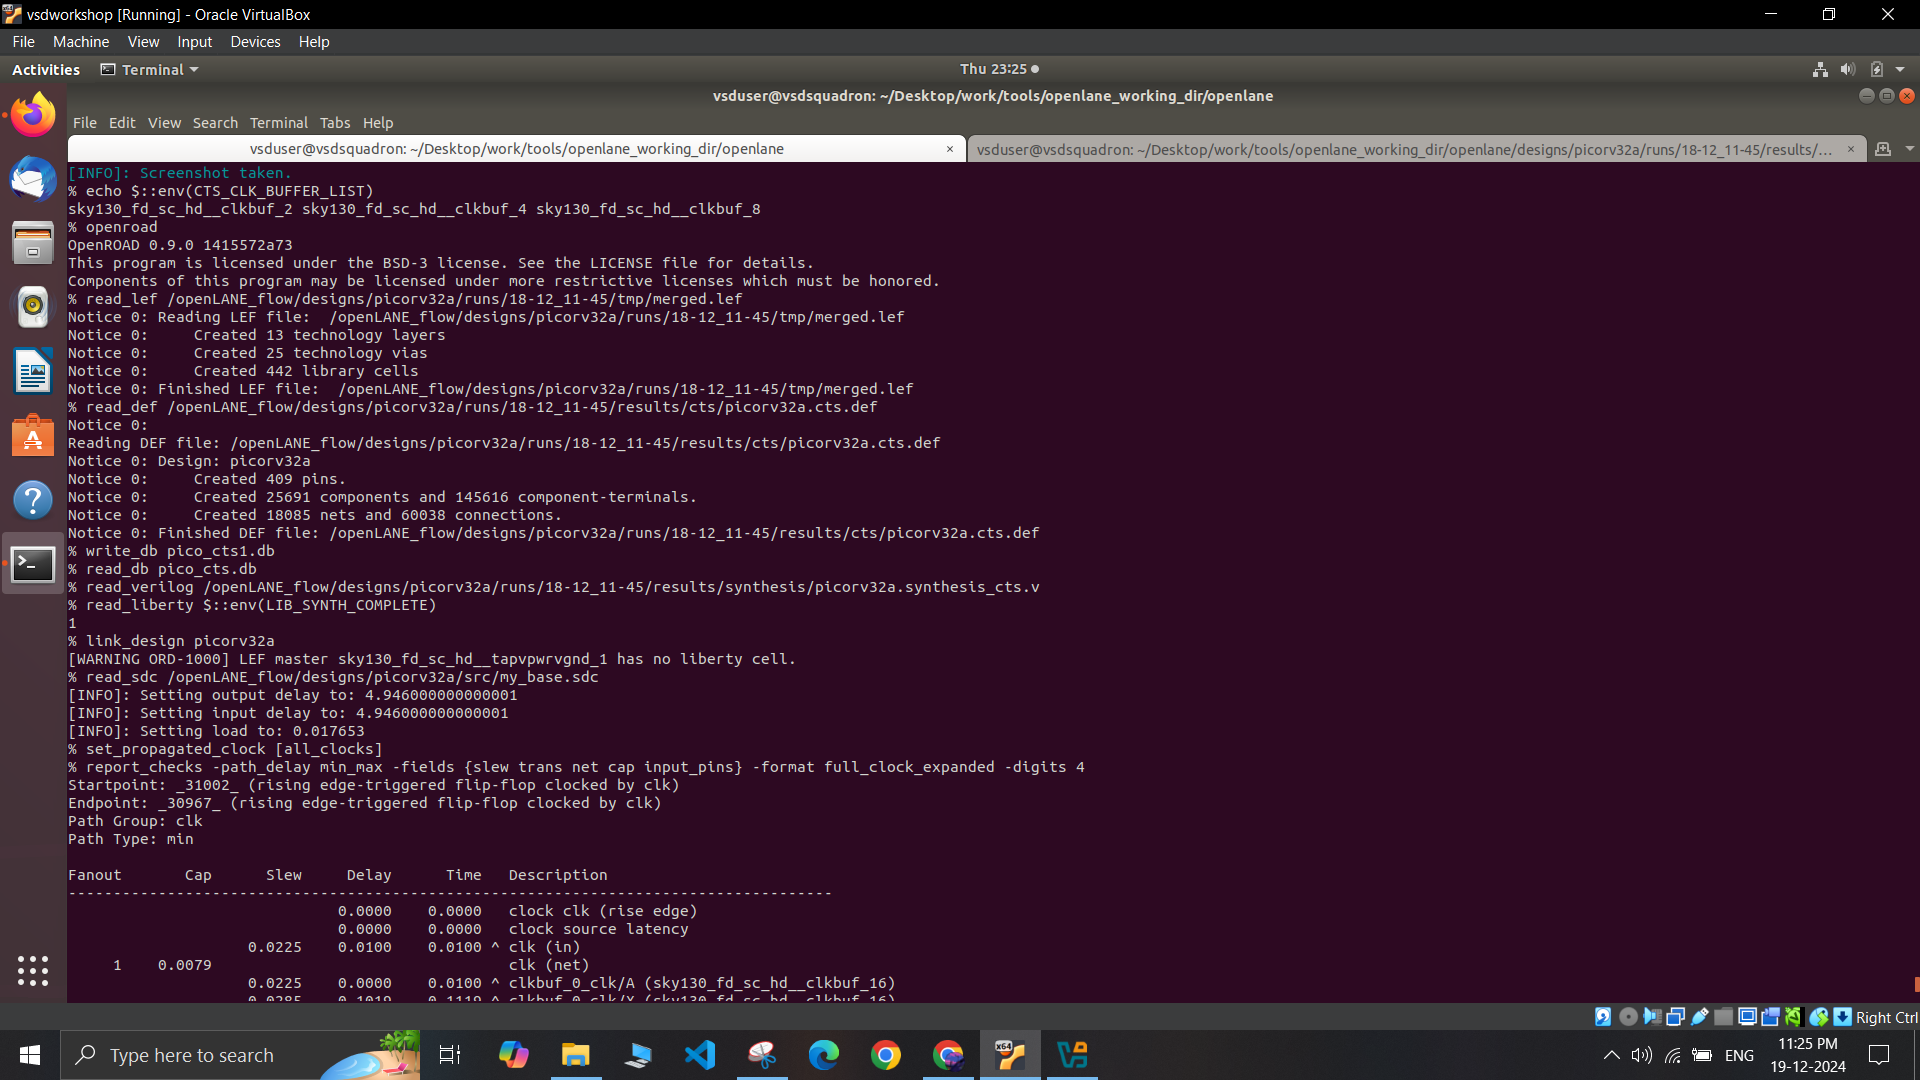 vsdworkshop [Running] - Oracle VirtualBox
File Machine View Input Devices Help
Activities Terminal Thu 23:25
vsduser@vsdsquadron: ~/Desktop/work/tools/openlane_working_dir/openlane
File Edit View Search Terminal Tabs Help
vsduser@vsdsquadron: ~/Desktop/work/tools/openlane_working_dir/openlane × vsduser@vsdsquadron: ~/Desktop/work/tools/openlane_working_dir/openlane/designs/picorv32a/runs/18-12_11-45/results/... ×
[INFO]: Screenshot taken.
% echo $::env(CTS_CLK_BUFFER_LIST)
sky130_fd_sc_hd__clkbuf_2 sky130_fd_sc_hd__clkbuf_4 sky130_fd_sc_hd__clkbuf_8
% openroad
OpenROAD 0.9.0 1415572a73
This program is licensed under the BSD-3 license. See the LICENSE file for details.
Components of this program may be licensed under more restrictive licenses which must be honored.
% read_lef /openLANE_flow/designs/picorv32a/runs/18-12_11-45/tmp/merged.lef
Notice 0: Reading LEF file:  /openLANE_flow/designs/picorv32a/runs/18-12_11-45/tmp/merged.lef
Notice 0:     Created 13 technology layers
Notice 0:     Created 25 technology vias
Notice 0:     Created 442 library cells
Notice 0: Finished LEF file:  /openLANE_flow/designs/picorv32a/runs/18-12_11-45/tmp/merged.lef
% read_def /openLANE_flow/designs/picorv32a/runs/18-12_11-45/results/cts/picorv32a.cts.def
Notice 0:
Reading DEF file: /openLANE_flow/designs/picorv32a/runs/18-12_11-45/results/cts/picorv32a.cts.def
Notice 0: Design: picorv32a
Notice 0:     Created 409 pins.
Notice 0:     Created 25691 components and 145616 component-terminals.
Notice 0:     Created 18085 nets and 60038 connections.
Notice 0: Finished DEF file: /openLANE_flow/designs/picorv32a/runs/18-12_11-45/results/cts/picorv32a.cts.def
% write_db pico_cts1.db
% read_db pico_cts.db
% read_verilog /openLANE_flow/designs/picorv32a/runs/18-12_11-45/results/synthesis/picorv32a.synthesis_cts.v
% read_liberty $::env(LIB_SYNTH_COMPLETE)
1
% link_design picorv32a
[WARNING ORD-1000] LEF master sky130_fd_sc_hd__tapvpwrvgnd_1 has no liberty cell.
% read_sdc /openLANE_flow/designs/picorv32a/src/my_base.sdc
[INFO]: Setting output delay to: 4.946000000000001
[INFO]: Setting input delay to: 4.946000000000001
[INFO]: Setting load to: 0.017653
% set_propagated_clock [all_clocks]
% report_checks -path_delay min_max -fields {slew trans net cap input_pins} -format full_clock_expanded -digits 4
Startpoint: _31002_ (rising edge-triggered flip-flop clocked by clk)
Endpoint: _30967_ (rising edge-triggered flip-flop clocked by clk)
Path Group: clk
Path Type: min
Fanout Cap Slew Delay Time Description
-------------------------------------------------------------------------------------
0.0000 0.0000 clock clk (rise edge)
0.0000 0.0000 clock source latency
0.0225 0.0100 0.0100 ^ clk (in)
1 0.0079 clk (net)
0.0225 0.0000 0.0100 ^ clkbuf_0_clk/A (sky130_fd_sc_hd__clkbuf_16)
0.0285 0.1019 0.1119 ^ clkbuf_0_clk/X (sky130_fd_sc_hd__clkbuf_16)
Right Ctrl
Type here to search
ENG
11:25 PM
19-12-2024